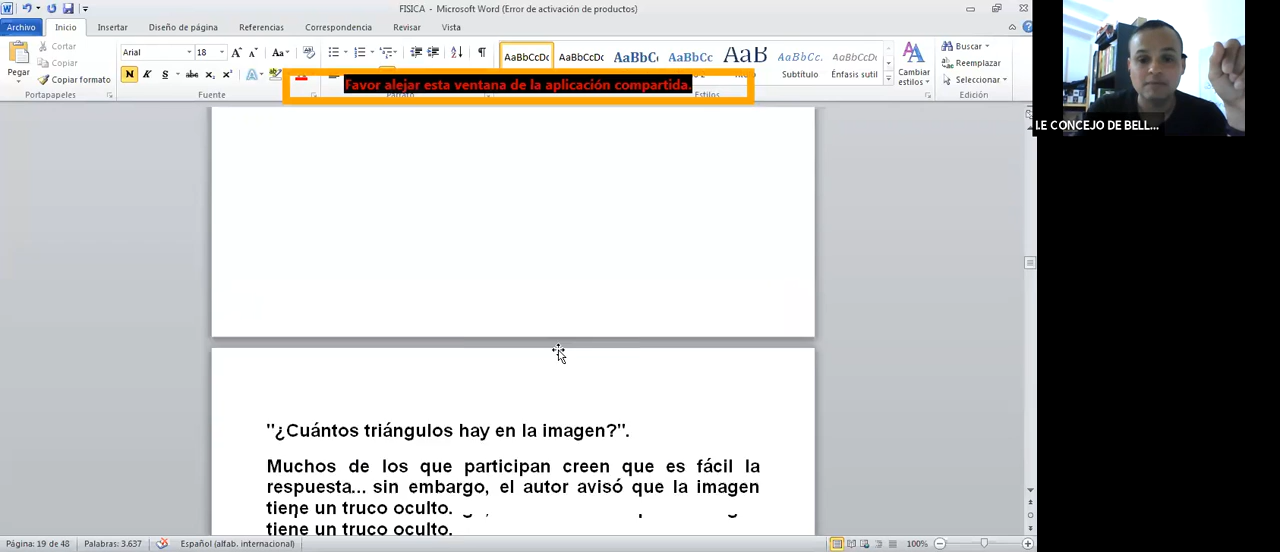 FISICA - Microsoft Word (Error de activación de productos)
Archivo Inicio Insertar Diseño de página Referencias Correspondencia Revisar Vista
Pegar
Cortar
Copiar
Copiar formato
Portapapeles
Arial 18
Fuente
Favor alejar esta ventana de la aplicación compartida.
AaBbCcDc AaBbCcDc AaBbC AaBbCc AaB AaBbCc. AaBbCcDc
Subtítulo Énfasis sutil
Estilos
Cambiar estilos
Buscar
Reemplazar
Seleccionar
Edición
I.E CONCEJO DE BELL...
"¿Cuántos triángulos hay en la imagen?".
Muchos de los que participan creen que es fácil la
respuesta... sin embargo, el autor avisó que la imagen
tiene un truco oculto.
tiene un truco oculto.
Página: 19 de 48 Palabras: 3.637 Español (alfab. internacional) 100%